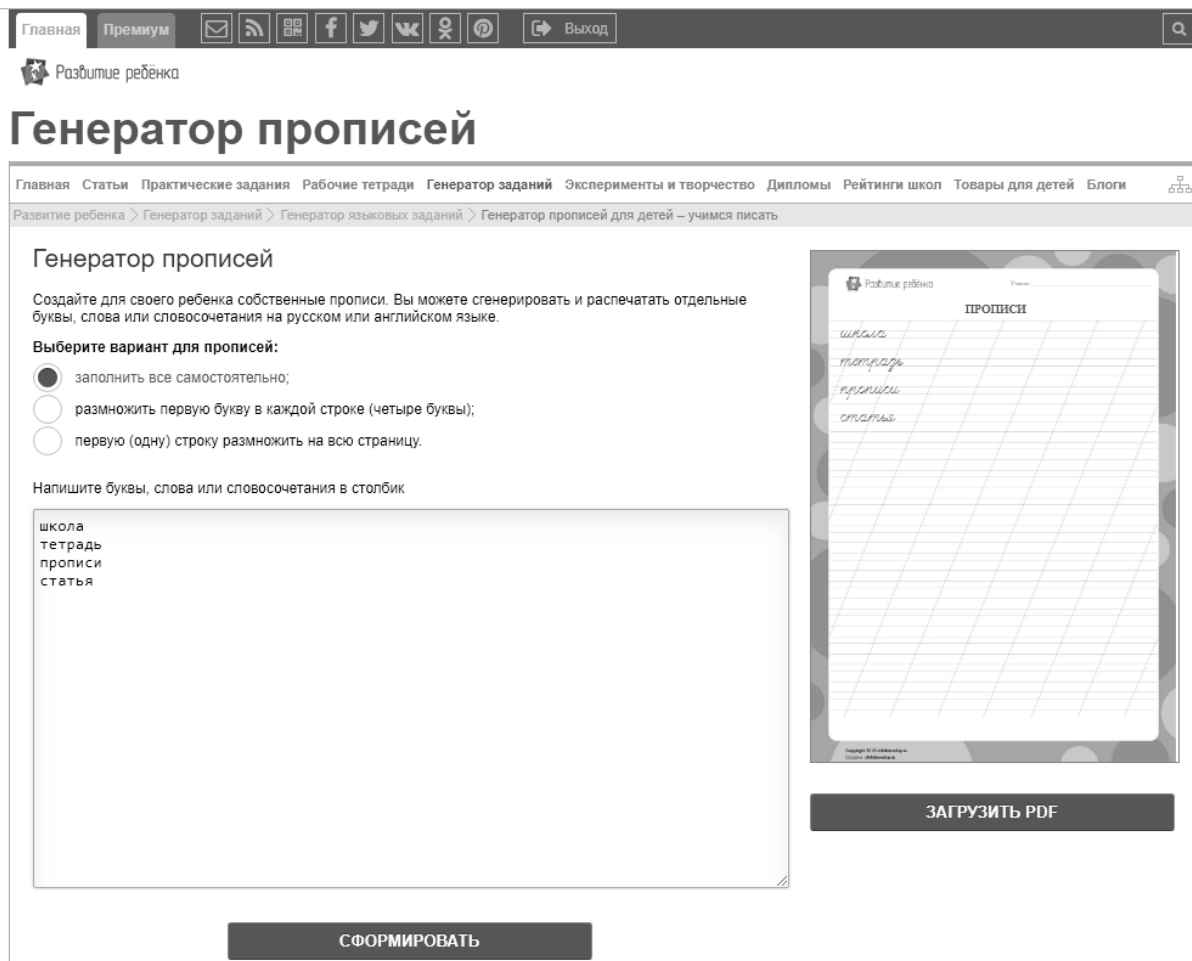 Главная Премиум Выход
Развитие ребёнка
Генератор прописей
Главная Статьи Практические задания Рабочие тетради Генератор заданий Эксперименты и творчество Дипломы Рейтинги школ Товары для детей Блоги
Развитие ребенка > Генератор заданий > Генератор языковых заданий > Генератор прописей для детей – учимся писать
Генератор прописей
Создайте для своего ребенка собственные прописи. Вы можете сгенерировать и распечатать отдельные
буквы, слова или словосочетания на русском или английском языке.
Выберите вариант для прописей:
заполнить все самостоятельно;
размножить первую букву в каждой строке (четыре буквы);
первую (одну) строку размножить на всю страницу.
Напишите буквы, слова или словосочетания в столбик
школа
тетрадь
прописи
статья
СФОРМИРОВАТЬ
Развитие ребёнка
ПРОПИСИ
школа
тетрадь
прописи
статья
ЗАГРУЗИТЬ PDF